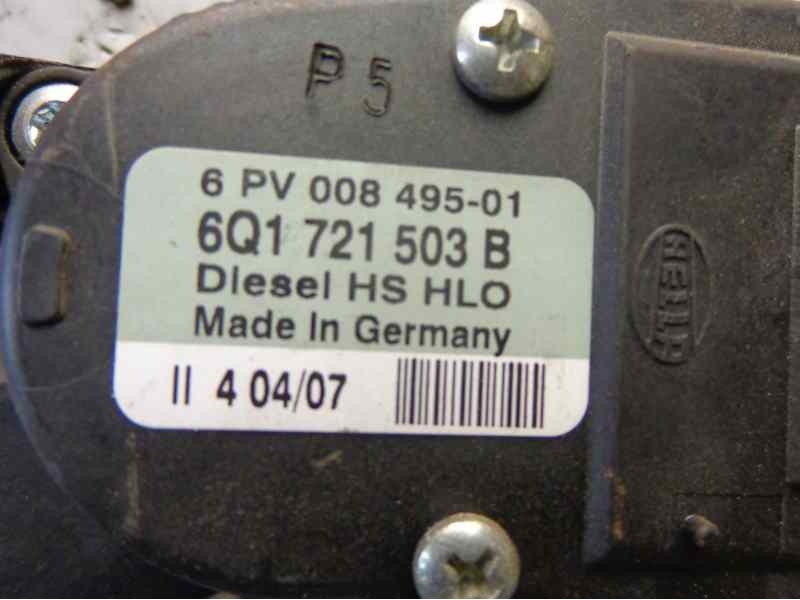 P5
6 PV 008 495-01
6Q1 721 503 B
Diesel HS HLO
Made In Germany
II 4 04/07
HELLA